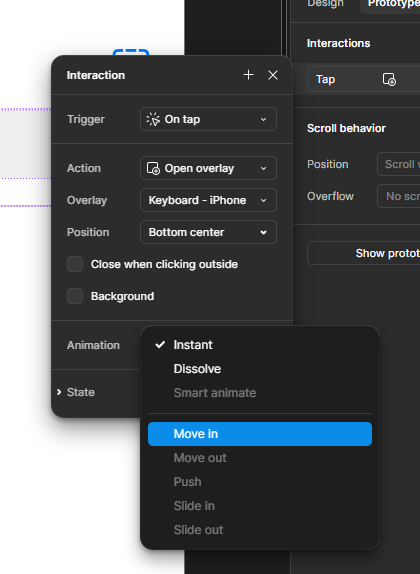 Design Prototype
Interactions
Tap
Scroll behavior
Position Scroll
Overflow No scr
Show protot
Interaction
Trigger On tap
Action Open overlay
Overlay Keyboard - iPhone
Position Bottom center
Close when clicking outside
Background
Animation
State
Instant
Dissolve
Smart animate
Move in
Move out
Push
Slide in
Slide out